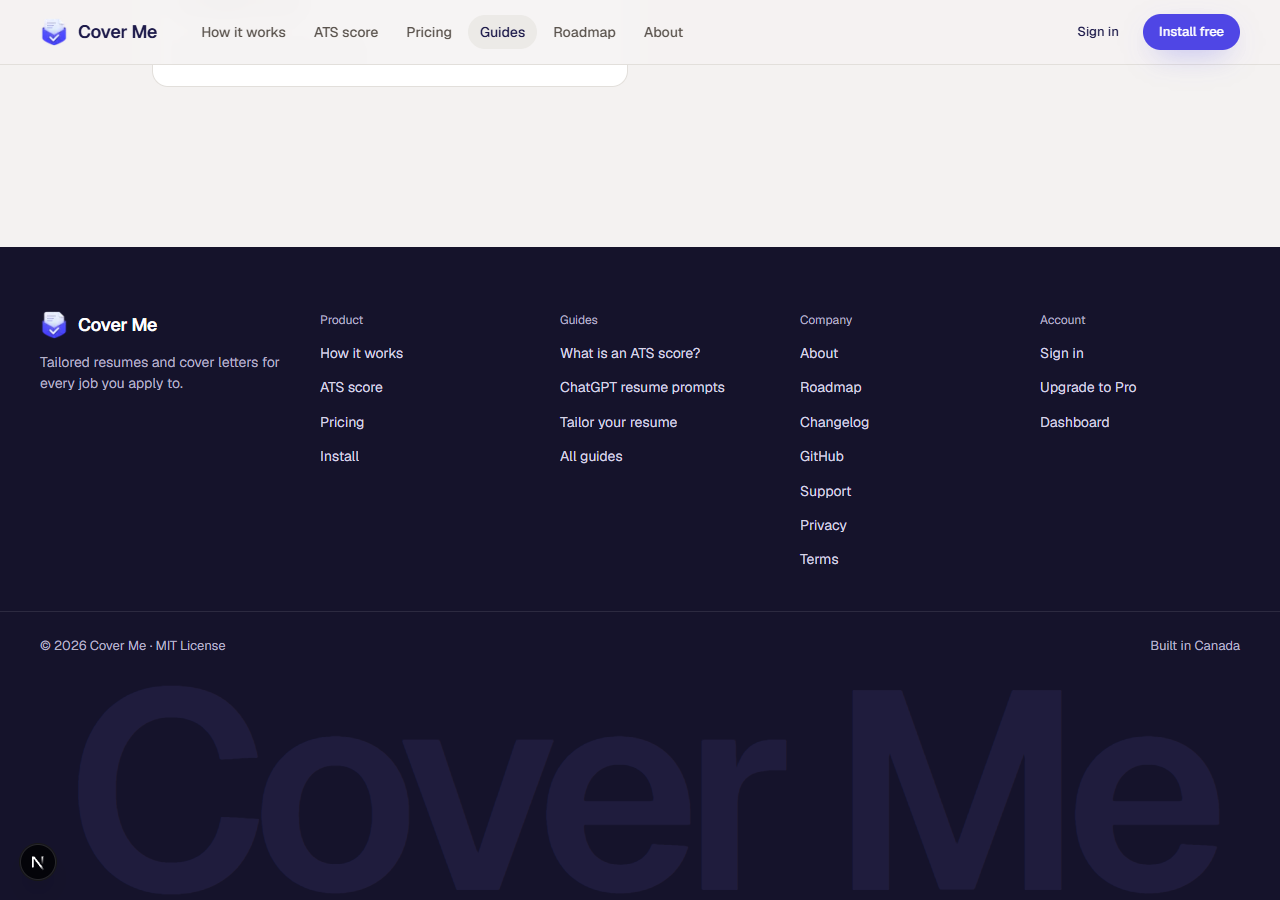 Cover Me
How it works
ATS score
Pricing
Guides
Roadmap
About
Sign in
Install free
Cover Me
Tailored resumes and cover letters for
every job you apply to.
Product
How it works
ATS score
Pricing
Install
Guides
What is an ATS score?
ChatGPT resume prompts
Tailor your resume
All guides
Company
About
Roadmap
Changelog
GitHub
Support
Privacy
Terms
Account
Sign in
Upgrade to Pro
Dashboard
© 2026 Cover Me · MIT License
Built in Canada
Cover Me
N